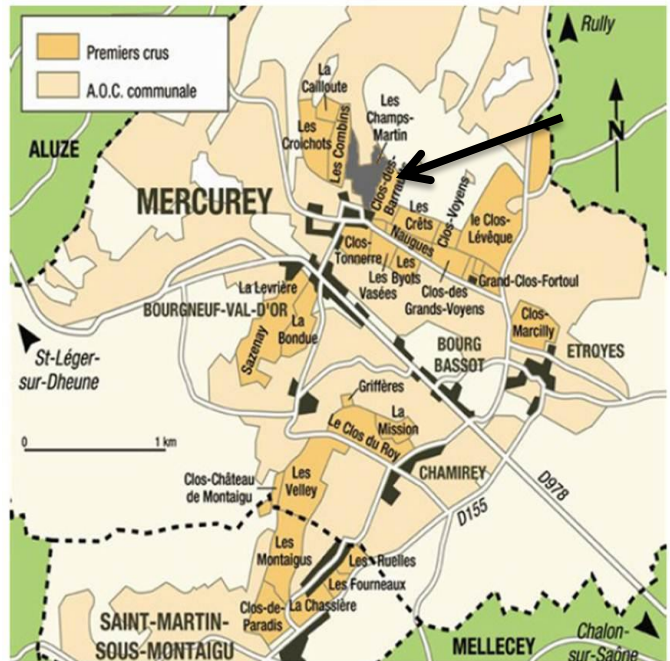 Premiers crus
A.O.C. communale
Rully
N
ALUZE
MERCUREY
La
Cailloute
Les
Croichots
Les Combins
Les
Champs-
Martin
Clos-des-
Les
Crêts
Clos-Voyens
le Clos-
Lévêque
Naugues
Clos-
Tonnerre
Les
Vasées
Les
Byots
Clos-des
Grands-Voyens
Grand-Clos-Fortoul
Clos-
Marcilly
ETROYES
La Levrière
BOURGNEUF-VAL-D'OR
La
Bondue
Sazenay
BOURG
BASSOT
St-Léger-
sur-Dheune
0 1 km
Griffères
La
Mission
Le Clos du Roy
CHAMIREY
D978
D155
Clos-Château
de Montaigu
Les
Velley
Les
Montaigus
Les Ruelles
Les Fourneaux
Clos-de-
Paradis
La Chassière
SAINT-MARTIN-
SOUS-MONTAIGU
MELLECEY
Chalon-
sur-Saône